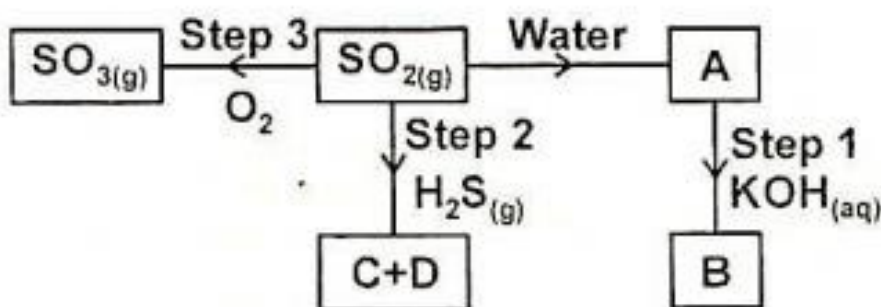 Step 3
Water
SO₃(g)
SO₂(g)
A
O₂
Step 2
Step 1
H₂S(g)
KOH(aq)
C+D
B